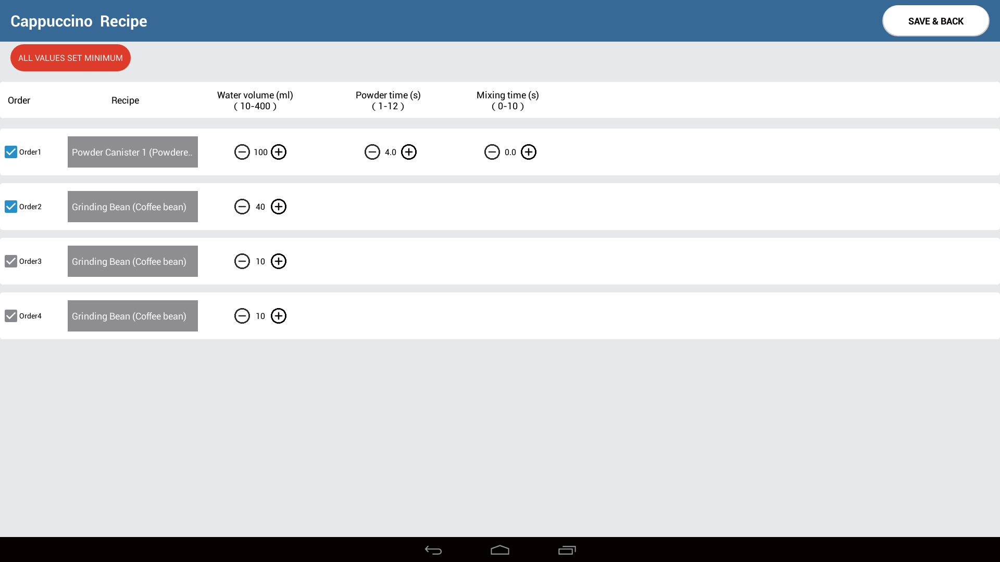 Cappuccino Recipe
SAVE & BACK
ALL VALUES SET MINIMUM
Order
Recipe
Water volume (ml)
( 10-400 )
Powder time (s)
( 1-12 )
Mixing time (s)
( 0-10 )
Order1
Powder Canister 1 (Powdere..
100
4.0
0.0
Order2
Grinding Bean (Coffee bean)
40
Order3
Grinding Bean (Coffee bean)
10
Order4
Grinding Bean (Coffee bean)
10